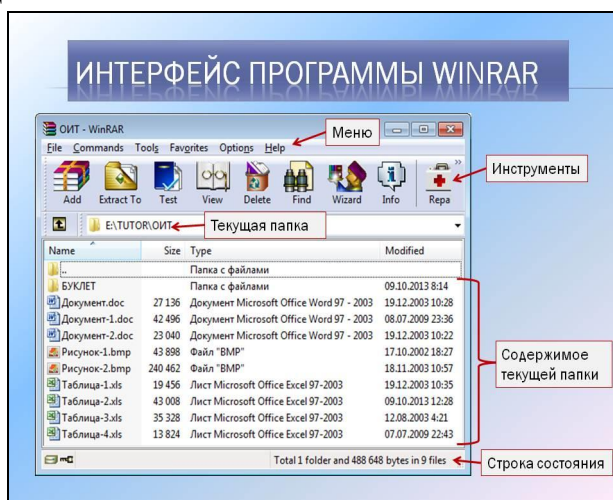 ИНТЕРФЕЙС ПРОГРАММЫ WINRAR
ОИТ - WinRAR
Меню
File Commands Tools Favorites Options Help
Add Extract To Test View Delete Find Wizard Info Repa
»
Инструменты
E:\TUTOR\ОИТ
Текущая папка
Name Size Type Modified
.. Папка с файлами
БУКЛЕТ Папка с файлами 09.10.2013 8:14
Документ.doc 27 136 Документ Microsoft Office Word 97 - 2003 19.12.2003 10:28
Документ-1.doc 42 496 Документ Microsoft Office Word 97 - 2003 08.07.2009 23:36
Документ-2.doc 23 040 Документ Microsoft Office Word 97 - 2003 19.12.2003 10:22
Рисунок-1.bmp 43 898 Файл "BMP" 17.10.2002 18:27
Рисунок-2.bmp 240 462 Файл "BMP" 18.11.2003 10:57
Таблица-1.xls 19 456 Лист Microsoft Office Excel 97-2003 19.12.2003 10:35
Таблица-2.xls 43 008 Лист Microsoft Office Excel 97-2003 09.10.2013 12:28
Таблица-3.xls 35 328 Лист Microsoft Office Excel 97-2003 12.08.2003 4:21
Таблица-4.xls 13 824 Лист Microsoft Office Excel 97-2003 07.07.2009 22:43
Содержимое
текущей папки
Total 1 folder and 488 648 bytes in 9 files
Строка состояния